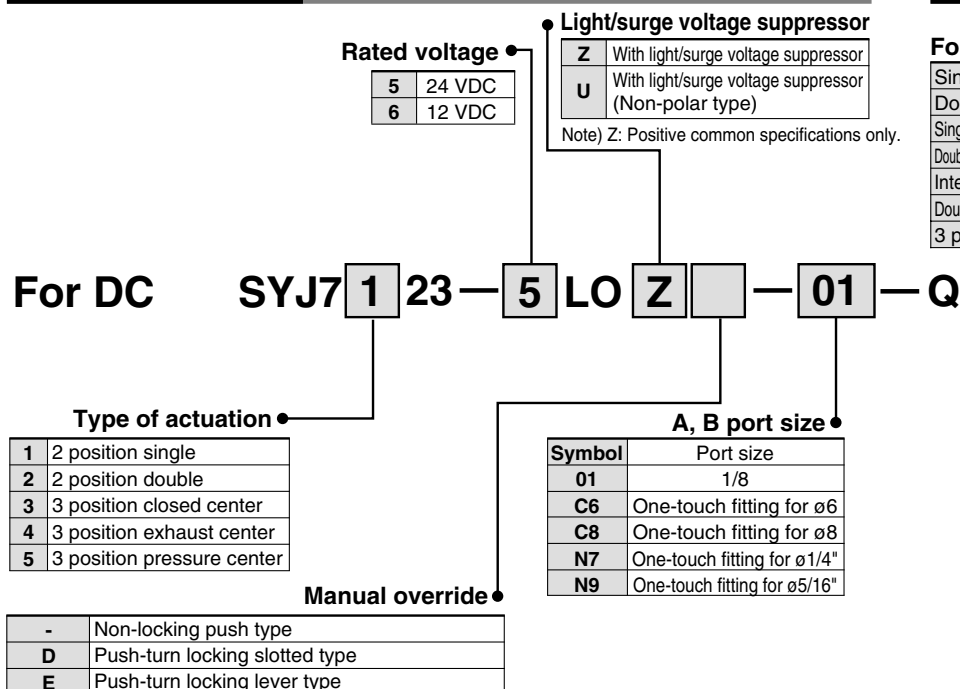 Light/surge voltage suppressor
Z With light/surge voltage suppressor
U With light/surge voltage suppressor
(Non-polar type)
Note) Z: Positive common specifications only.
Rated voltage
5 24 VDC
6 12 VDC
For DC SYJ7 1 23 — 5 LO Z — 01 — Q
Type of actuation
1 2 position single
2 2 position double
3 3 position closed center
4 3 position exhaust center
5 3 position pressure center
A, B port size
Symbol Port size
01 1/8
C6 One-touch fitting for ø6
C8 One-touch fitting for ø8
N7 One-touch fitting for ø1/4"
N9 One-touch fitting for ø5/16"
Manual override
- Non-locking push type
D Push-turn locking slotted type
E Push-turn locking lever type
3 p